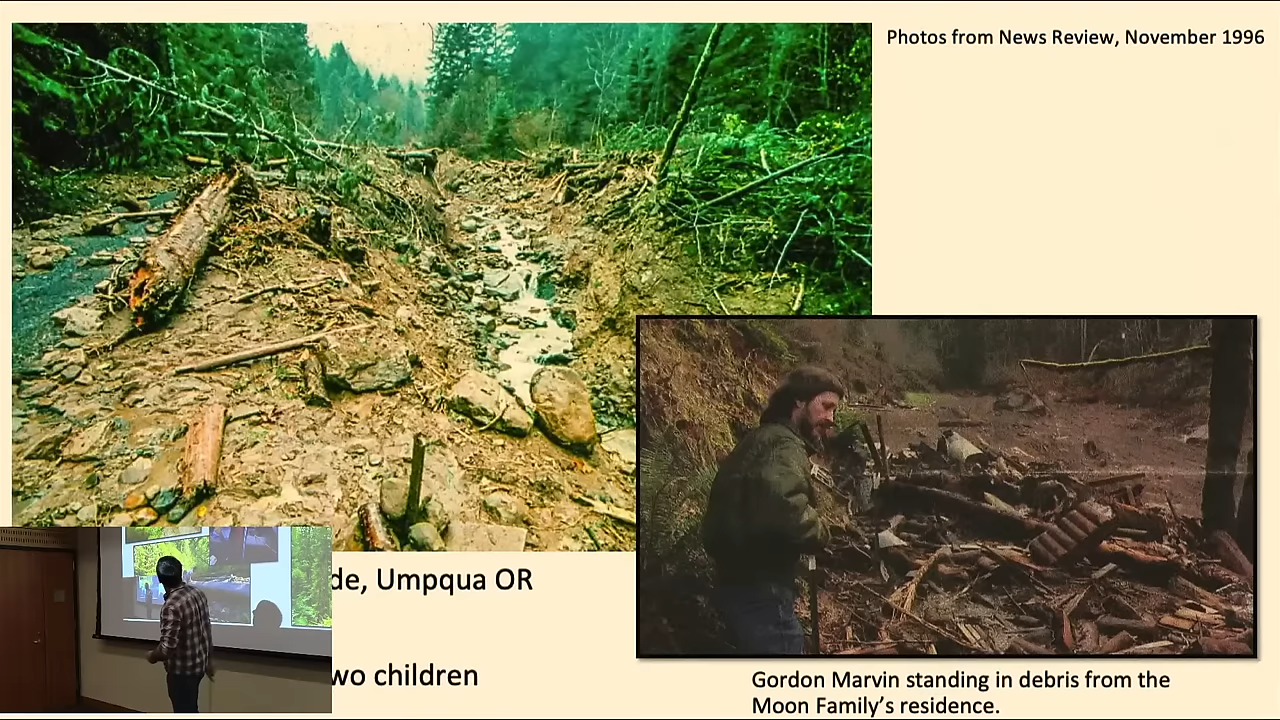 Photos from News Review, November 1996
de, Umpqua OR
wo children
Gordon Marvin standing in debris from the
Moon Family’s residence.